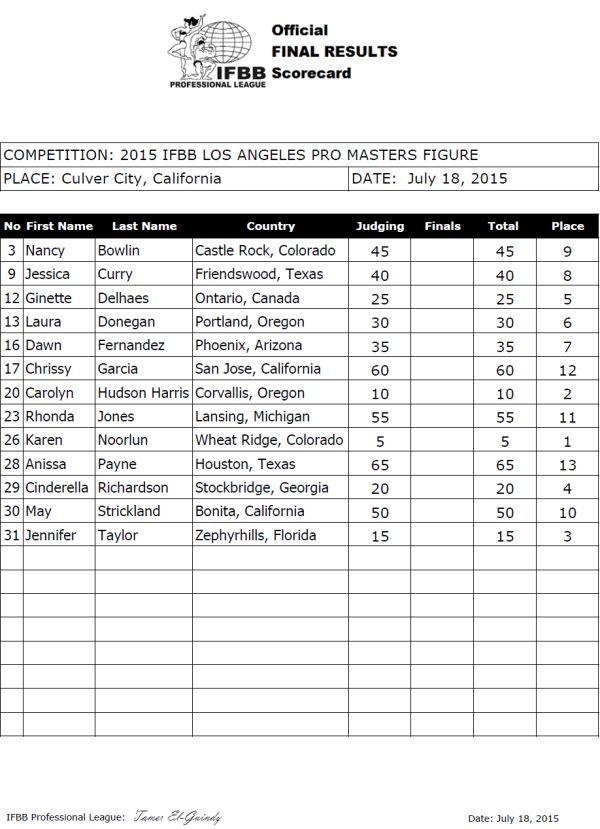 Official
FINAL RESULTS
Scorecard
IFBB
PROFESSIONAL LEAGUE
COMPETITION: 2015 IFBB LOS ANGELES PRO MASTERS FIGURE
PLACE: Culver City, California DATE: July 18, 2015
No First Name Last Name Country Judging Finals Total Place
3 Nancy Bowlin Castle Rock, Colorado 45 45 9
9 Jessica Curry Friendswood, Texas 40 40 8
12 Ginette Delhaes Ontario, Canada 25 25 5
13 Laura Donegan Portland, Oregon 30 30 6
16 Dawn Fernandez Phoenix, Arizona 35 35 7
17 Chrissy Garcia San Jose, California 60 60 12
20 Carolyn Hudson Harris Corvallis, Oregon 10 10 2
23 Rhonda Jones Lansing, Michigan 55 55 11
26 Karen Noorlun Wheat Ridge, Colorado 5 5 1
28 Anissa Payne Houston, Texas 65 65 13
29 Cinderella Richardson Stockbridge, Georgia 20 20 4
30 May Strickland Bonita, California 50 50 10
31 Jennifer Taylor Zephyrhills, Florida 15 15 3
IFBB Professional League: Tamer El-Guindy Date: July 18, 2015